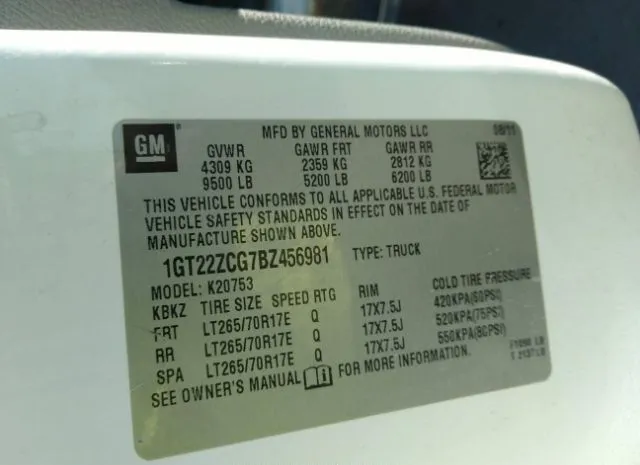 GM
MFD BY GENERAL MOTORS LLC 08/11
GVWR GAWR FRT GAWR RR
4309 KG 2359 KG 2812 KG
9500 LB 5200 LB 6200 LB
THIS VEHICLE CONFORMS TO ALL APPLICABLE U.S. FEDERAL MOTOR
VEHICLE SAFETY STANDARDS IN EFFECT ON THE DATE OF
MANUFACTURE SHOWN ABOVE.
1GT22ZCG7BZ456981 TYPE: TRUCK
MODEL: K20753
KBKZ TIRE SIZE SPEED RTG RIM COLD TIRE PRESSURE
FRT LT265/70R17E Q 17X7.5J 420KPA(60PSI)
RR LT265/70R17E Q 17X7.5J 520KPA(75PSI)
SPA LT265/70R17E Q 17X7.5J 550KPA(80PSI)
SEE OWNER'S MANUAL FOR MORE INFORMATION.
T 2137LB